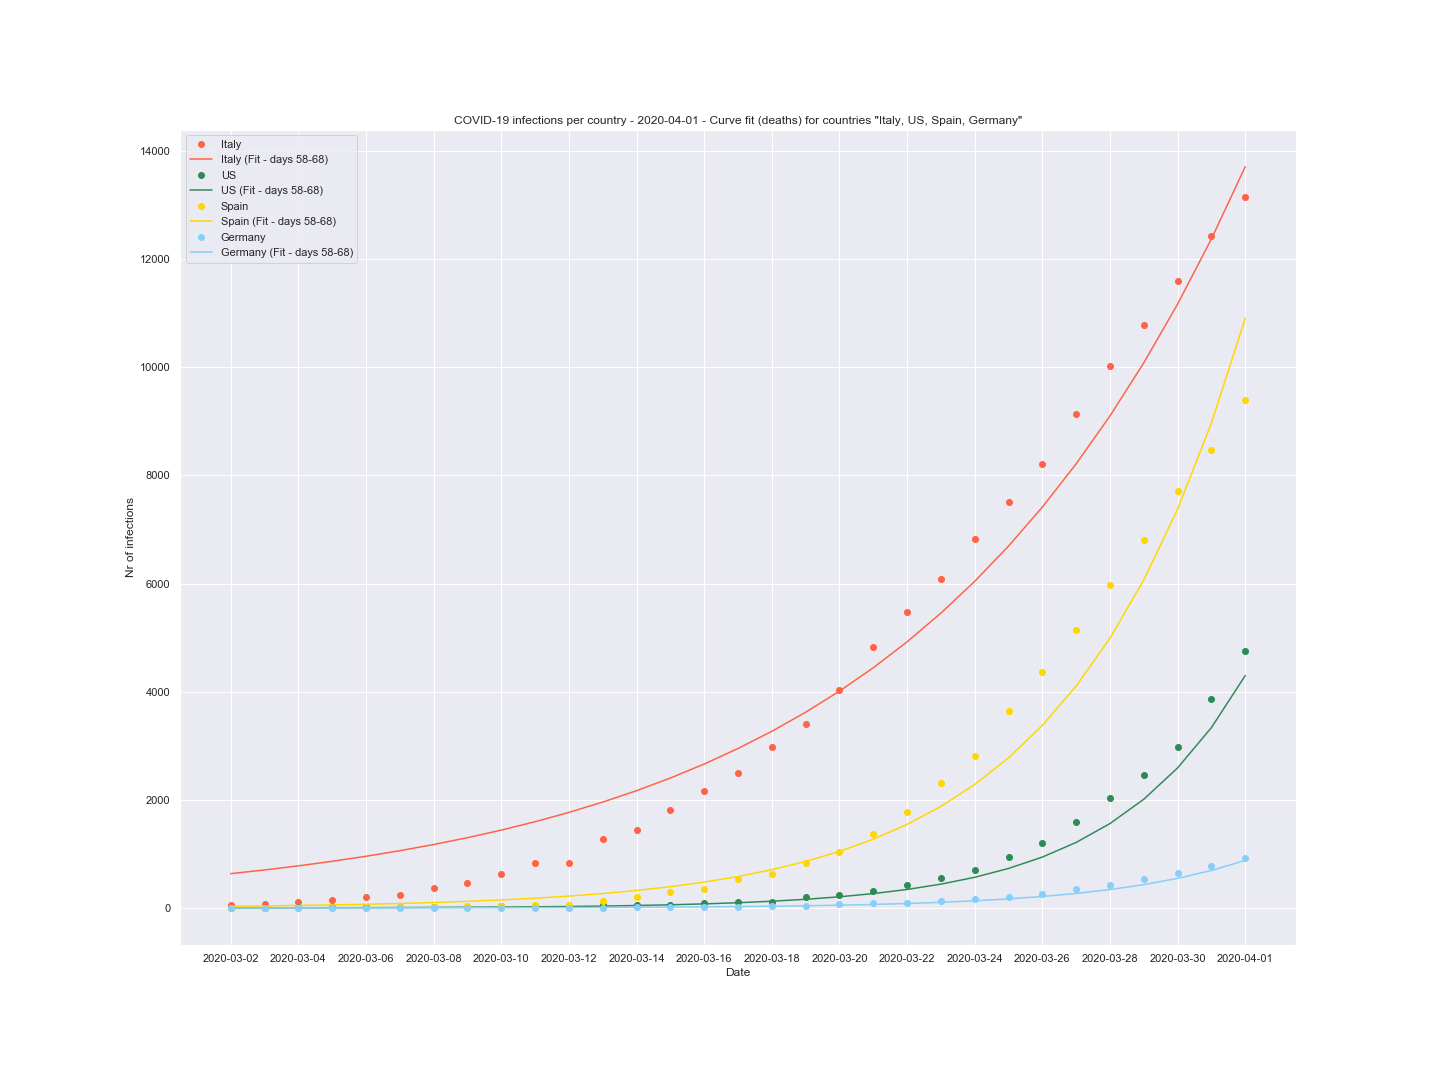 COVID-19 infections per country - 2020-04-01 - Curve fit (deaths) for countries "Italy, US, Spain, Germany"
Italy
Italy (Fit - days 58-68)
US
US (Fit - days 58-68)
Spain
Spain (Fit - days 58-68)
Germany
Germany (Fit - days 58-68)
14000
12000
10000
8000
6000
4000
2000
0
Nr of infections
2020-03-02 2020-03-04 2020-03-06 2020-03-08 2020-03-10 2020-03-12 2020-03-14 2020-03-16 2020-03-18 2020-03-20 2020-03-22 2020-03-24 2020-03-26 2020-03-28 2020-03-30 2020-04-01
Date